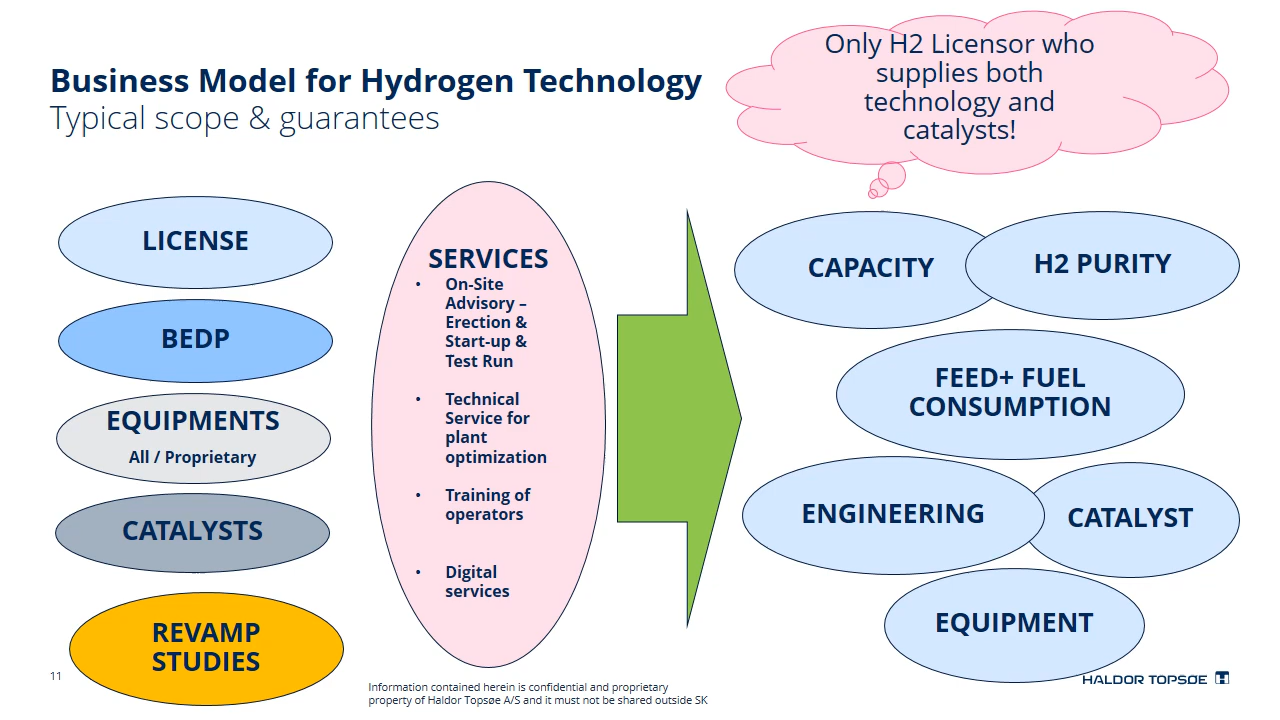 Business Model for Hydrogen Technology
Typical scope & guarantees
Only H2 Licensor who
supplies both
technology and
catalysts!
LICENSE
BEDP
EQUIPMENTS
All / Proprietary
CATALYSTS
REVAMP
STUDIES
SERVICES
• On-Site
Advisory –
Erection &
Start-up &
Test Run
• Technical
Service for
plant
optimization
• Training of
operators
• Digital
services
CAPACITY
H2 PURITY
FEED+ FUEL
CONSUMPTION
ENGINEERING
CATALYST
EQUIPMENT
11
Information contained herein is confidential and proprietary
property of Haldor Topsøe A/S and it must not be shared outside SK
HALDOR TOPSØE